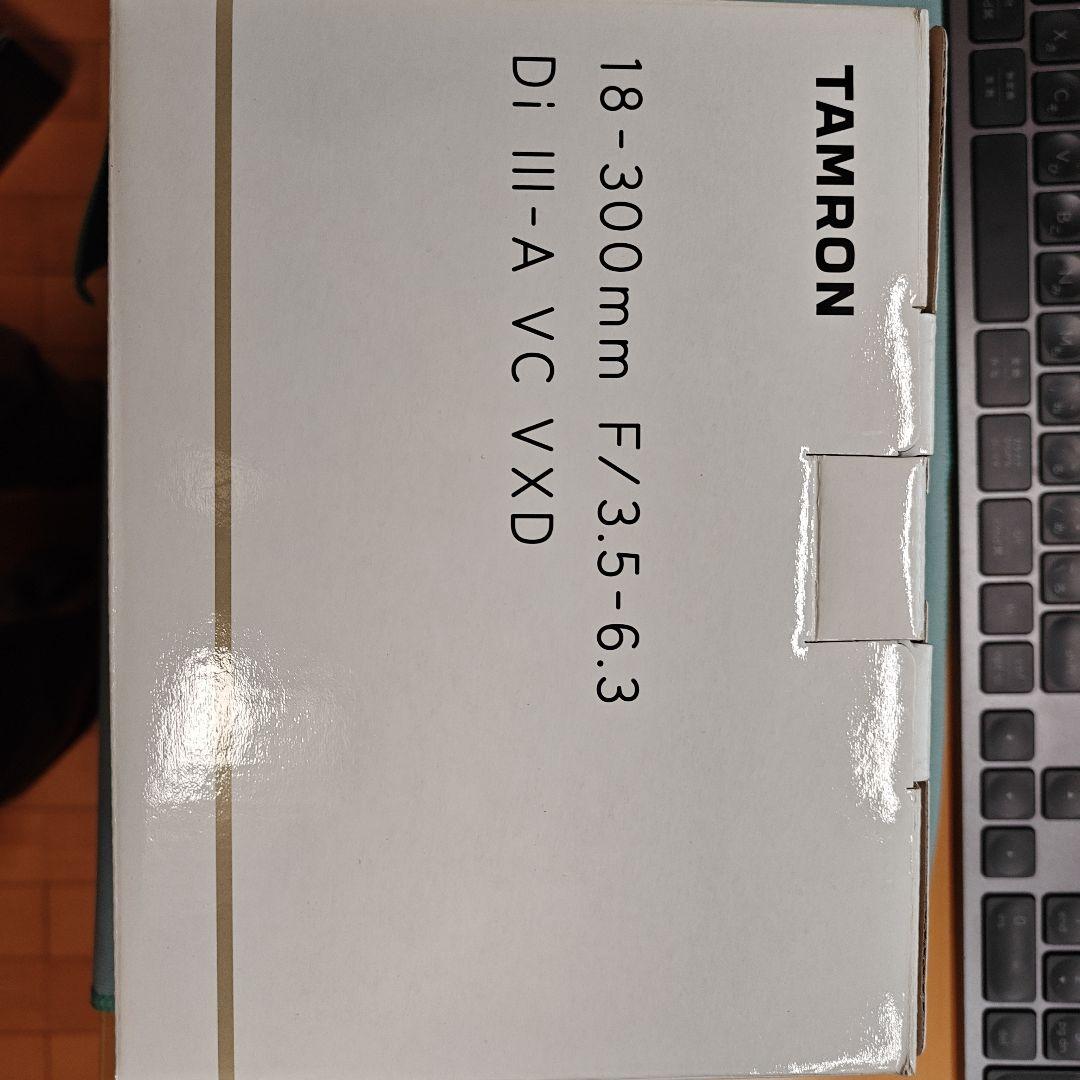 TAMRON
18-300mm F/3.5-6.3
Di III-A VC VXD
X
C
V
B
N
M